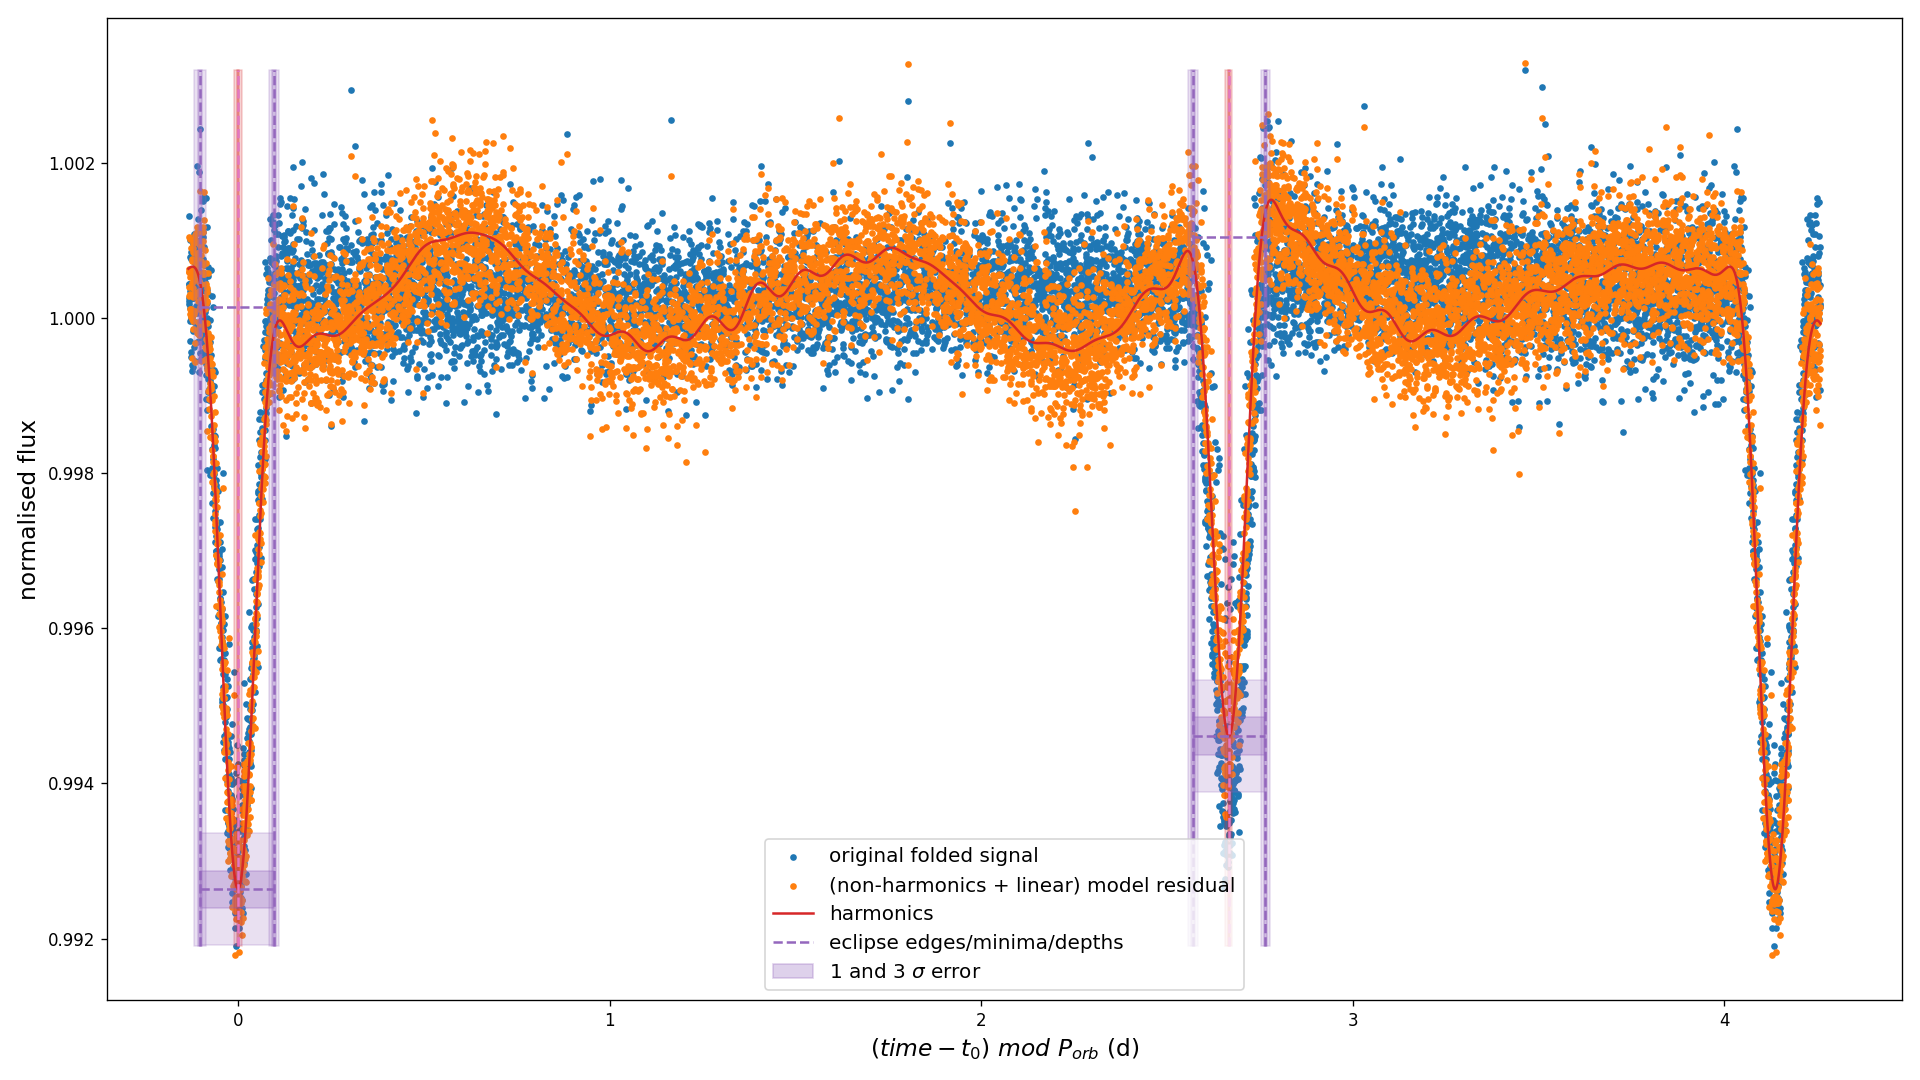 normalised flux
1.002
1.000
0.998
0.996
0.994
0.992
original folded signal
(non-harmonics + linear) model residual
harmonics
eclipse edges/minima/depths
1 and 3 σ error
0 1 2 3 4
(time − t₀) mod Pₒᵣb (d)